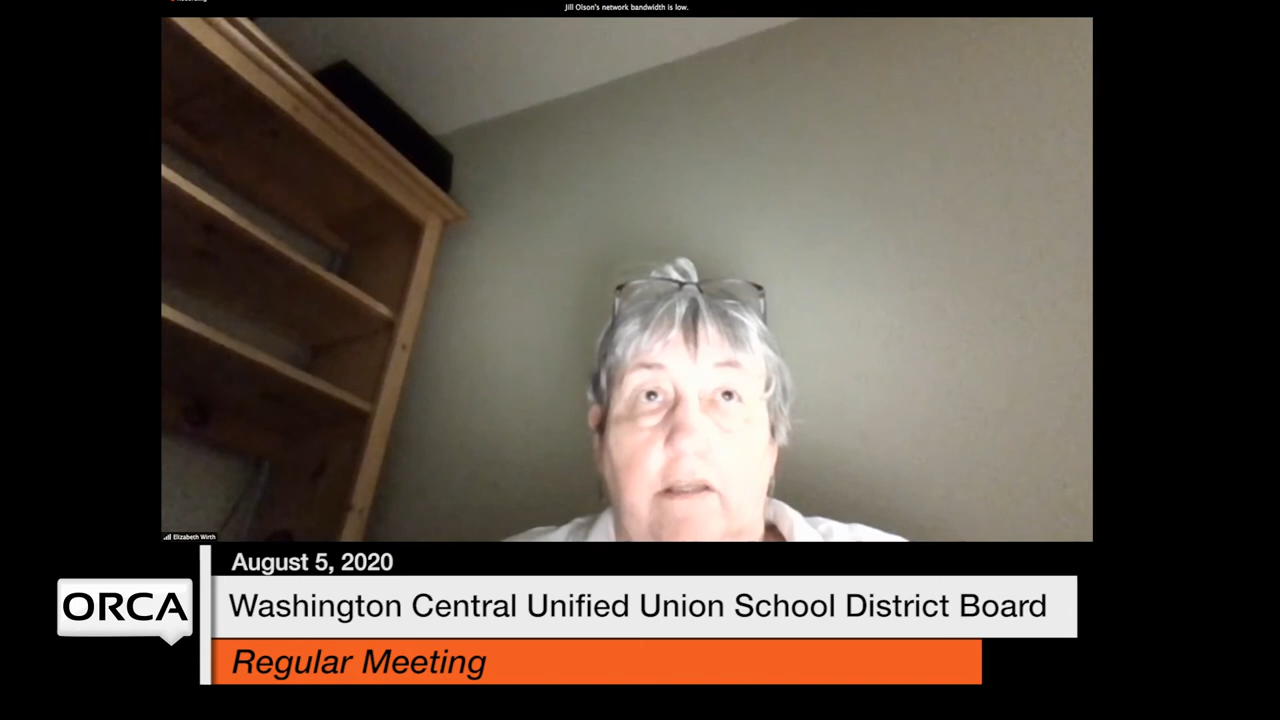 Recording
Jill Olson's network bandwidth is low.
Elizabeth Wirth
August 5, 2020
ORCA
Washington Central Unified Union School District Board
Regular Meeting